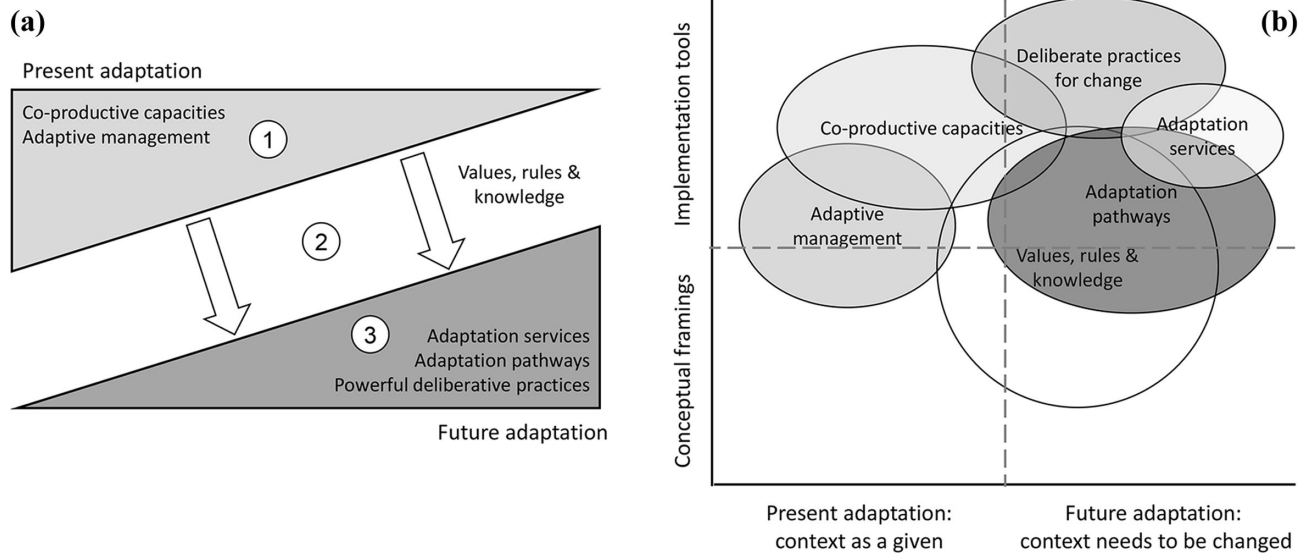 (a)
Present adaptation
Co-productive capacities
Adaptive management
1
Values, rules &
knowledge
2
3
Adaptation services
Adaptation pathways
Powerful deliberative practices
Future adaptation
(b)
Implementation tools
Conceptual framings
Deliberate practices
for change
Co-productive capacities
Adaptation
services
Adaptive
management
Adaptation
pathways
Values, rules &
knowledge
Present adaptation:
context as a given
Future adaptation:
context needs to be changed